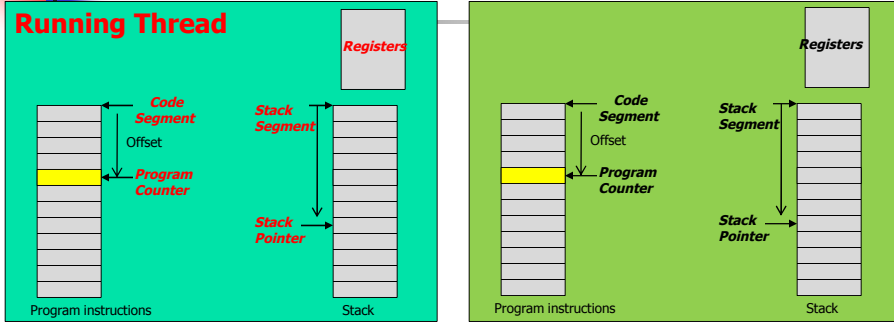 Running Thread
Registers
Code
Segment
Offset
Program
Counter
Stack
Segment
Stack
Pointer
Program instructions
Stack
Registers
Code
Segment
Offset
Program
Counter
Stack
Segment
Stack
Pointer
Program instructions
Stack